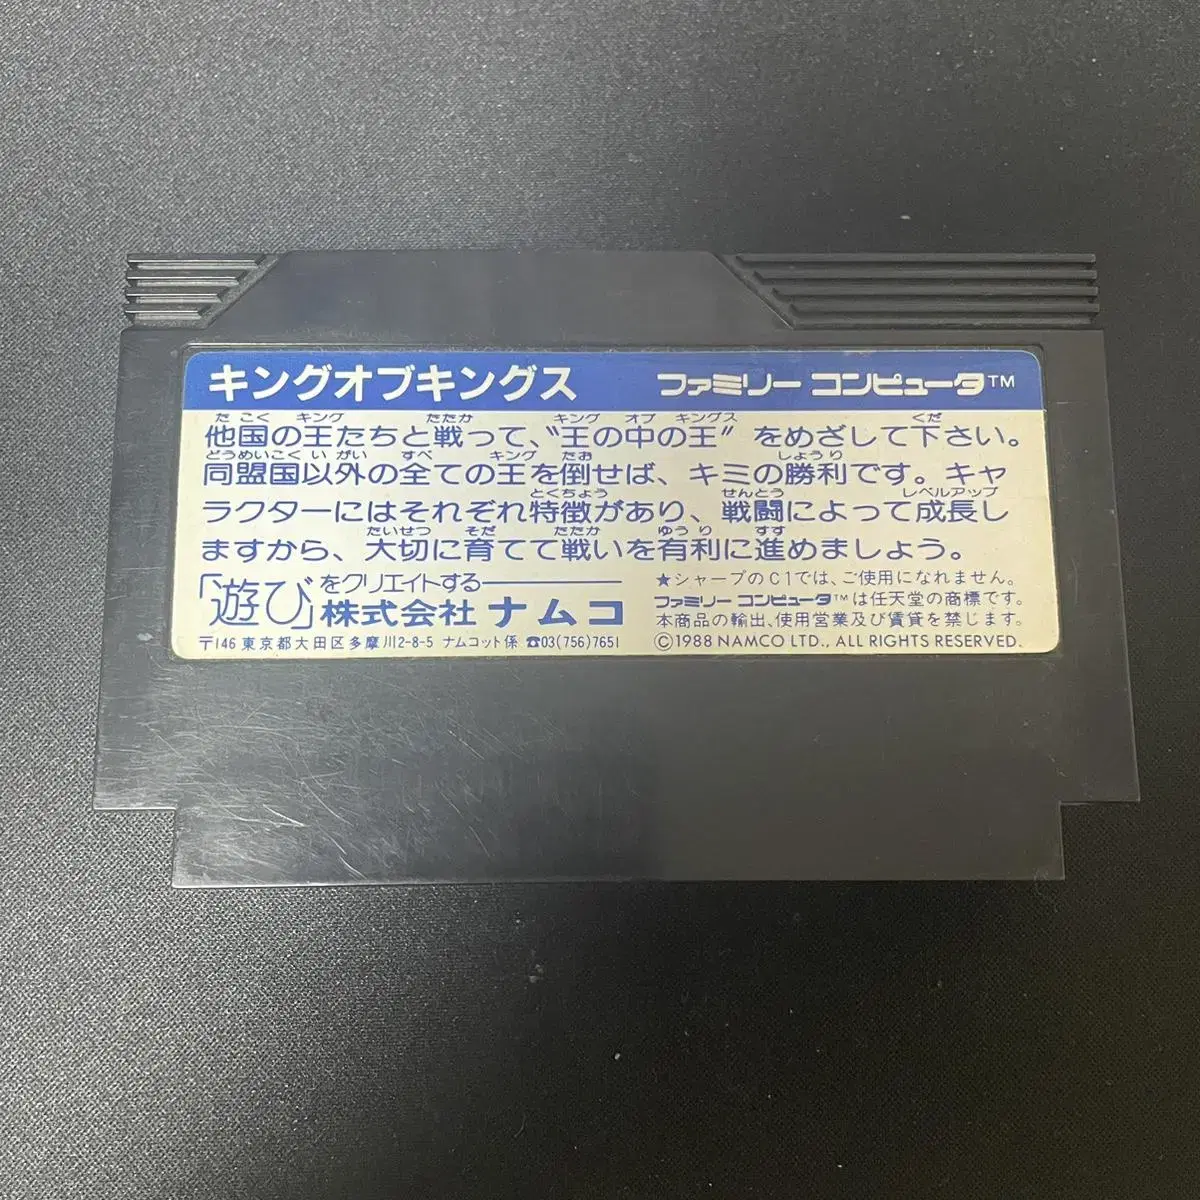 キングオブキングス ファミリーコンピュータ™
たこく キング たたか キング オブ キングス くだ
他国の王たちと戦って、“王の中の王”をめざして下さい。
どうめいこくいがい すべ キング たお しょうり
同盟国以外の全ての王を倒せば、キミの勝利です。キャ
とくちょう せんとう レベルアップ
ラクターにはそれぞれ特徴があり、戦闘によって成長し
たいせつ そだ たたか ゆうり すす
ますから、大切に育てて戦いを有利に進めましょう。
「遊び」をクリエイトする
株式会社 ナムコ
〒146 東京都大田区多摩川2-8-5 ナムコット係 ☎03(756)7651
★シャープのC1では、ご使用になれません。
ファミリーコンピュータ™は任天堂の商標です。
本商品の輸出、使用営業及び賃貸を禁じます。
©1988 NAMCO LTD., ALL RIGHTS RESERVED.